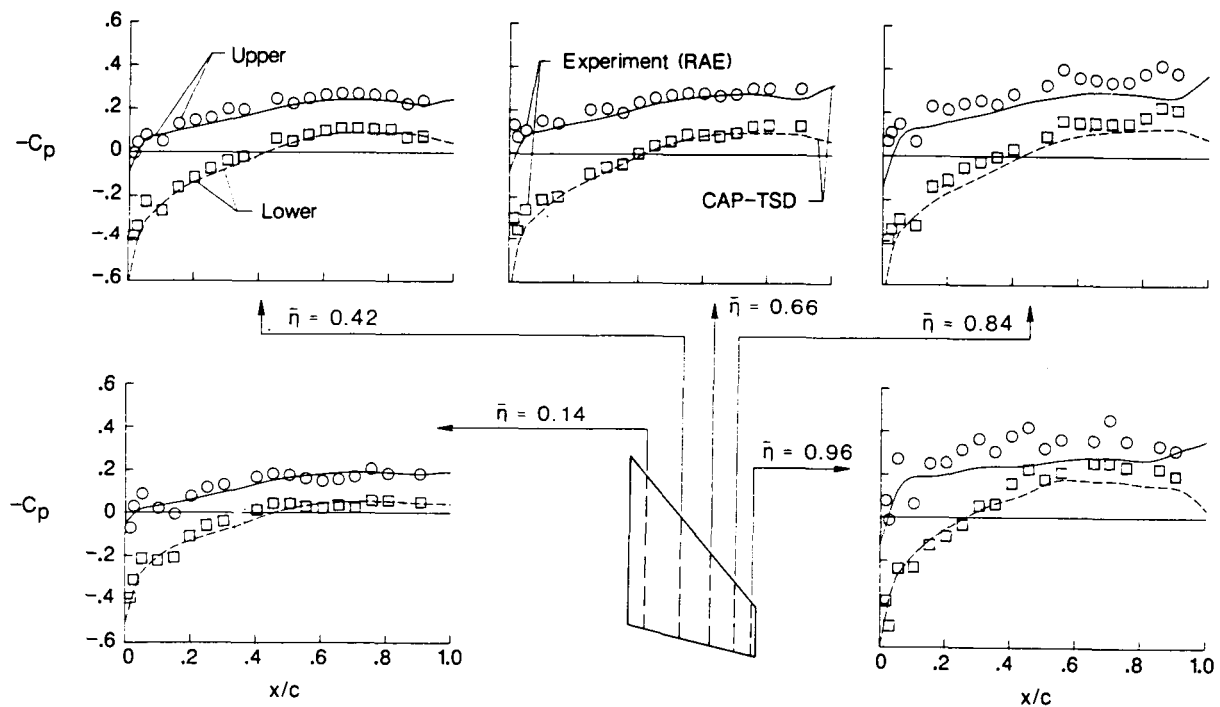 .6
.4
.2
0
-.2
-.4
-.6
-Cp
Upper
Lower
Experiment (RAE)
CAP-TSD
η̄ = 0.42
η̄ = 0.66
η̄ = 0.84
.6
.4
.2
0
-.2
-.4
-.6
-Cp
η̄ = 0.14
η̄ = 0.96
0 .2 .4 .6 .8 1.0
x/c
0 .2 .4 .6 .8 1.0
x/c